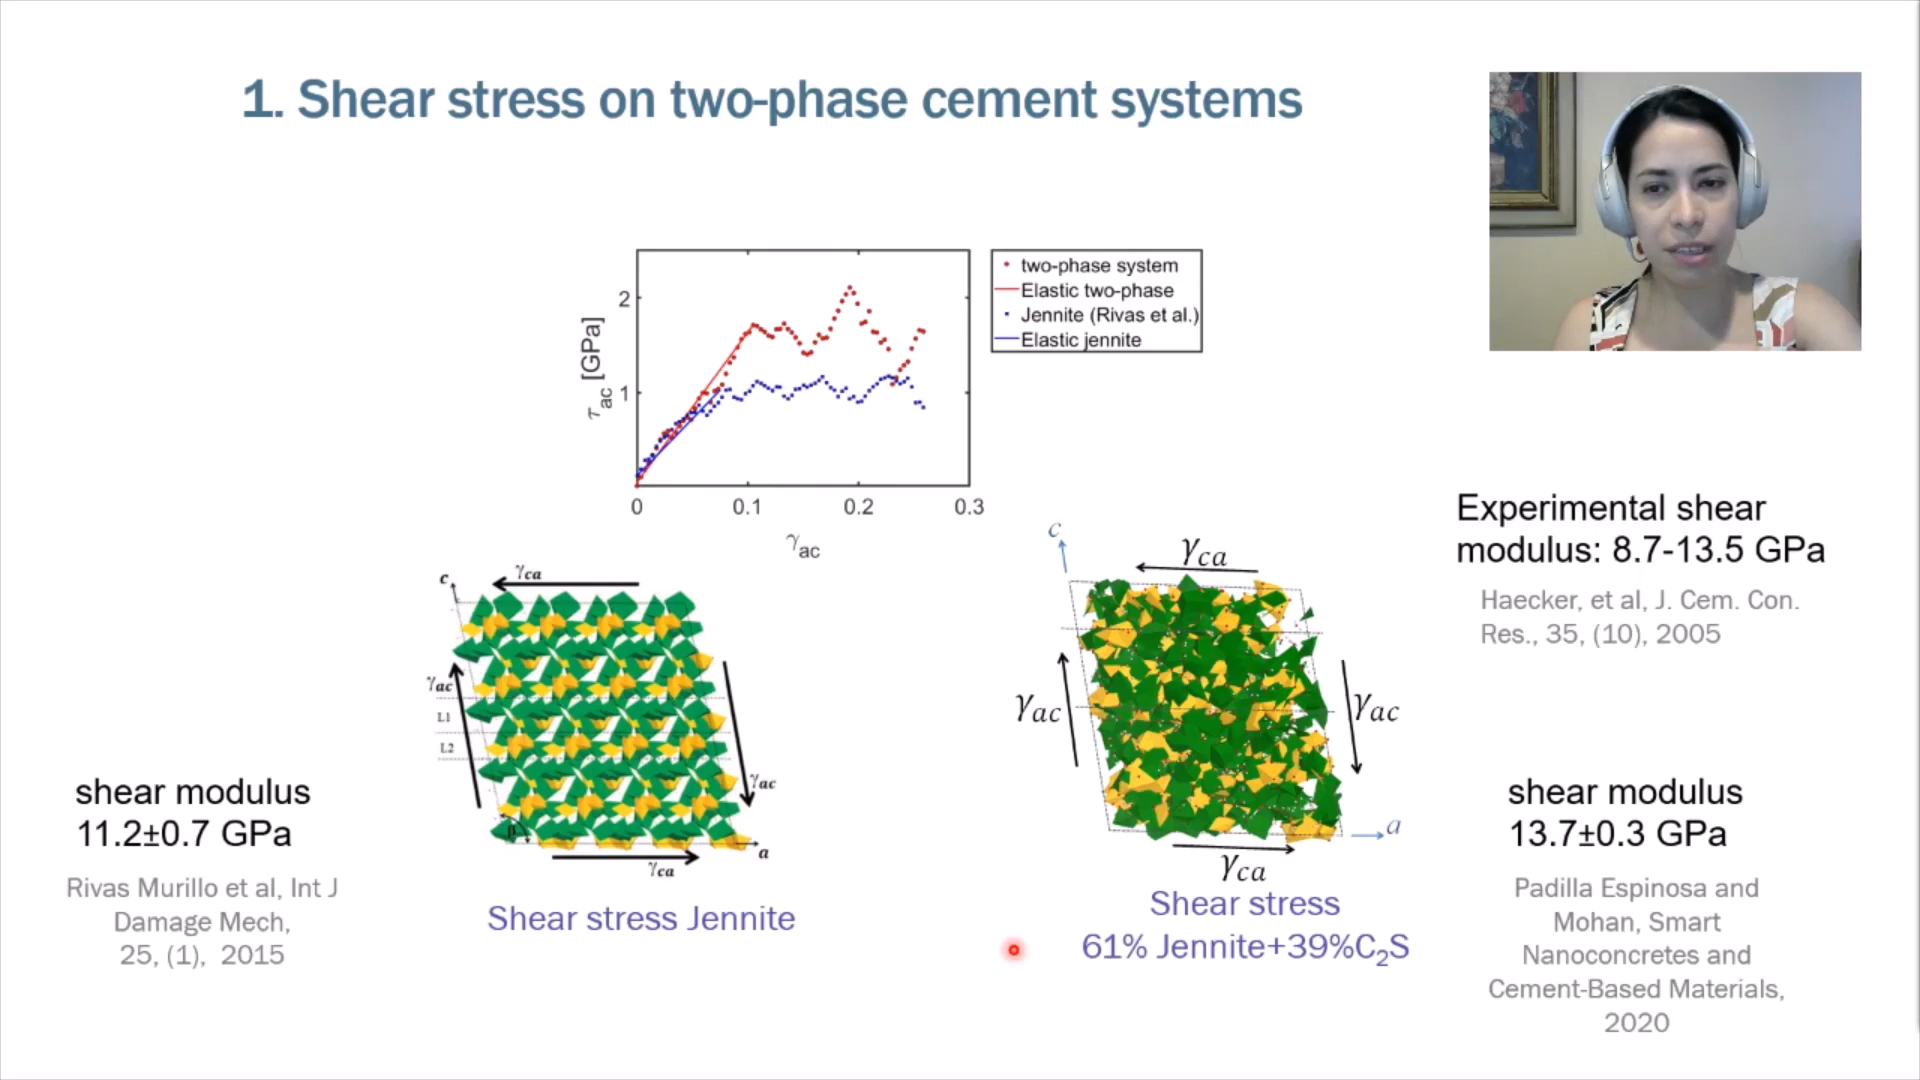 1. Shear stress on two-phase cement systems
two-phase system
Elastic two-phase
Jennite (Rivas et al.)
Elastic jennite
τac [GPa]
2
1
0
0.1
0.2
0.3
γac
c
γca
γac
L1
L2
β
γac
a
γca
Shear stress Jennite
shear modulus
11.2±0.7 GPa
Rivas Murillo et al, Int J
Damage Mech,
25, (1), 2015
c
γca
γac
γac
a
γca
Shear stress
61% Jennite+39%C₂S
Experimental shear
modulus: 8.7-13.5 GPa
Haecker, et al, J. Cem. Con.
Res., 35, (10), 2005
shear modulus
13.7±0.3 GPa
Padilla Espinosa and
Mohan, Smart
Nanoconcretes and
Cement-Based Materials,
2020